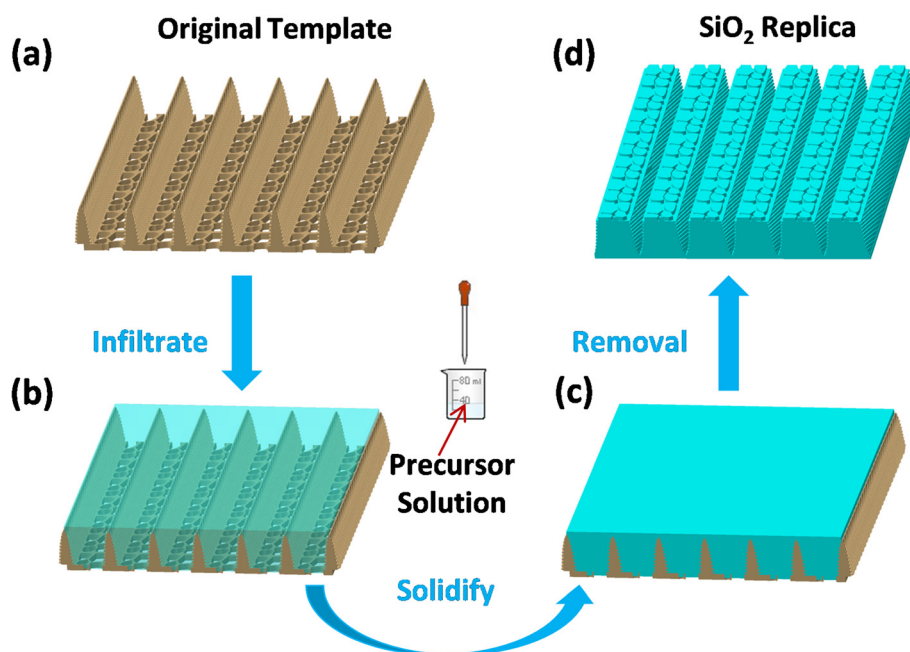 Original Template
SiO₂ Replica
(a)
(d)
Infiltrate
Removal
80 ml
40
(b)
(c)
Precursor
Solution
Solidify